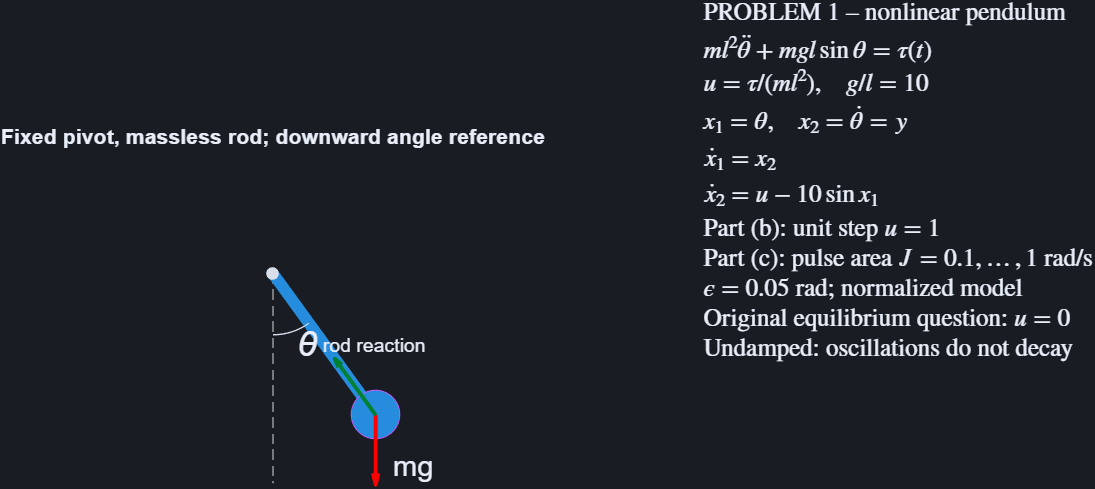 PROBLEM 1 – nonlinear pendulum
ml²θ̈ + mgl sin θ = τ(t)
u = τ/(ml²), g/l = 10
x₁ = θ, x₂ = θ̇ = y
ẋ₁ = x₂
ẋ₂ = u − 10 sin x₁
Part (b): unit step u = 1
Part (c): pulse area J = 0.1, … , 1 rad/s
ϵ = 0.05 rad; normalized model
Original equilibrium question: u = 0
Undamped: oscillations do not decay
Fixed pivot, massless rod; downward angle reference
θ rod reaction
mg